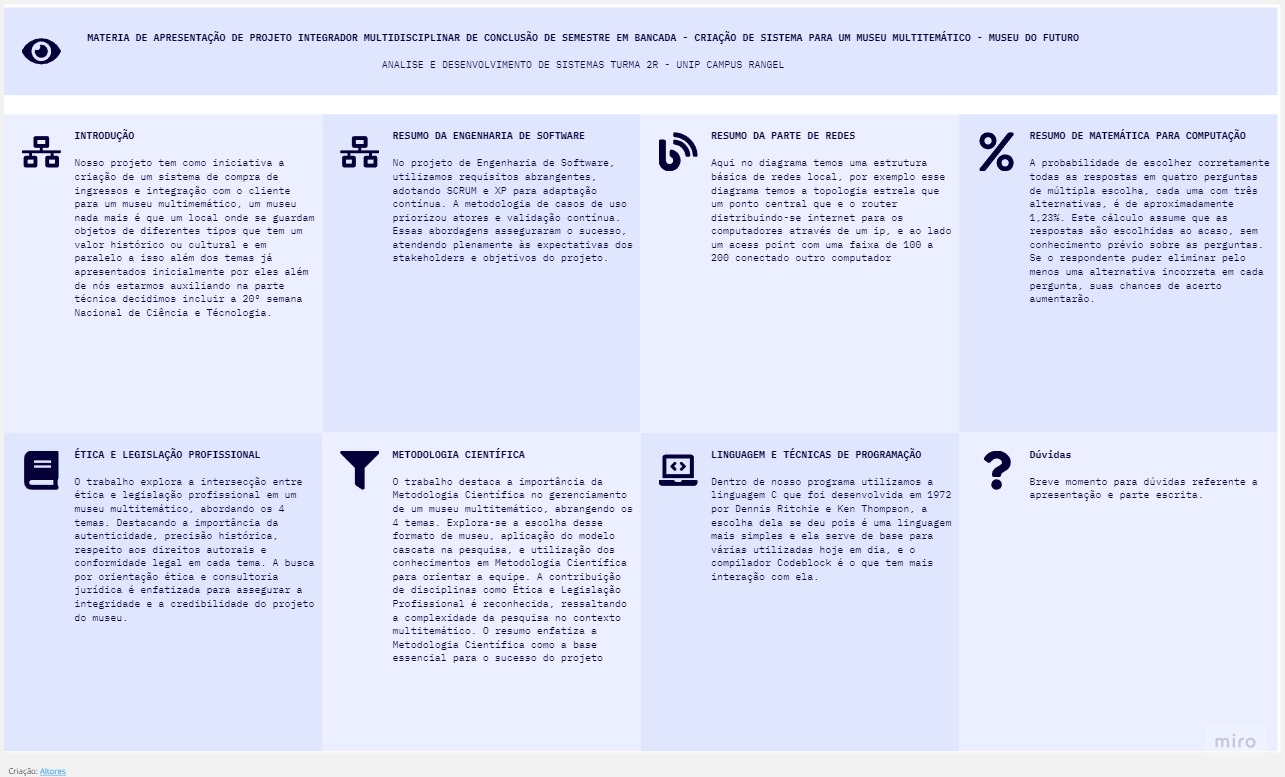 MATERIA DE APRESENTAÇÃO DE PROJETO INTEGRADOR MULTIDISCIPLINAR DE CONCLUSÃO DE SEMESTRE EM BANCADA - CRIAÇÃO DE SISTEMA PARA UM MUSEU MULTITEMÁTICO - MUSEU DO FUTURO
ANALISE E DESENVOLVIMENTO DE SISTEMAS TURMA 2R - UNIP CAMPUS RANGEL
INTRODUÇÃO
Nosso projeto tem como iniciativa a
criação de um sistema de compra de
ingressos e integração com o cliente
para um museu multimemático, um museu
nada mais é que um local onde se guardam
objetos de diferentes tipos que tem um
valor histórico ou cultural e em
paralelo a isso além dos temas já
apresentados inicialmente por eles além
de nós estarmos auxiliando na parte
técnica decidimos incluir a 20º semana
Nacional de Ciência e Técnologia.
RESUMO DA ENGENHARIA DE SOFTWARE
No projeto de Engenharia de Software,
utilizamos requisitos abrangentes,
adotando SCRUM e XP para adaptação
contínua. A metodologia de casos de uso
priorizou atores e validação contínua.
Essas abordagens asseguraram o sucesso,
atendendo plenamente às expectativas dos
stakeholders e objetivos do projeto.
RESUMO DA PARTE DE REDES
Aqui no diagrama temos uma estrutura
básica de redes local, por exemplo esse
diagrama temos a topologia estrela que
um ponto central que e o router
distribuindo-se internet para os
computadores através de um ip, e ao lado
um acess point com uma faixa de 100 a
200 conectado outro computador
RESUMO DE MATEMÁTICA PARA COMPUTAÇÃO
A probabilidade de escolher corretamente
todas as respostas em quatro perguntas
de múltipla escolha, cada uma com três
alternativas, é de aproximadamente
1,23%. Este cálculo assume que as
respostas são escolhidas ao acaso, sem
conhecimento prévio sobre as perguntas.
Se o respondente puder eliminar pelo
menos uma alternativa incorreta em cada
pergunta, suas chances de acerto
aumentarão.
ÉTICA E LEGISLAÇÃO PROFISSIONAL
O trabalho explora a intersecção entre
ética e legislação profissional em um
museu multitemático, abordando os 4
temas. Destacando a importância da
autenticidade, precisão histórica,
respeito aos direitos autorais e
conformidade legal em cada tema. A busca
por orientação ética e consultoria
jurídica é enfatizada para assegurar a
integridade e a credibilidade do projeto
do museu.
METODOLOGIA CIENTÍFICA
O trabalho destaca a importância da
Metodologia Científica no gerenciamento
de um museu multitemático, abrangendo os
4 temas. Explora-se a escolha desse
formato de museu, aplicação do modelo
cascata na pesquisa, e utilização dos
conhecimentos em Metodologia Científica
para orientar a equipe. A contribuição
de disciplinas como Ética e Legislação
Profissional é reconhecida, ressaltando
a complexidade da pesquisa no contexto
multitemático. O resumo enfatiza a
Metodologia Científica como a base
essencial para o sucesso do projeto
LINGUAGEM E TÉCNICAS DE PROGRAMAÇÃO
Dentro de nosso programa utilizamos a
linguagem C que foi desenvolvida em 1972
por Dennis Ritchie e Ken Thompson, a
escolha dela se deu pois é uma linguagem
mais simples e ela serve de base para
várias utilizadas hoje em dia, e o
compilador Codeblock é o que tem mais
interação com ela.
Dúvidas
Breve momento para dúvidas referente a
apresentação e parte escrita.
miro
Criação: Altores